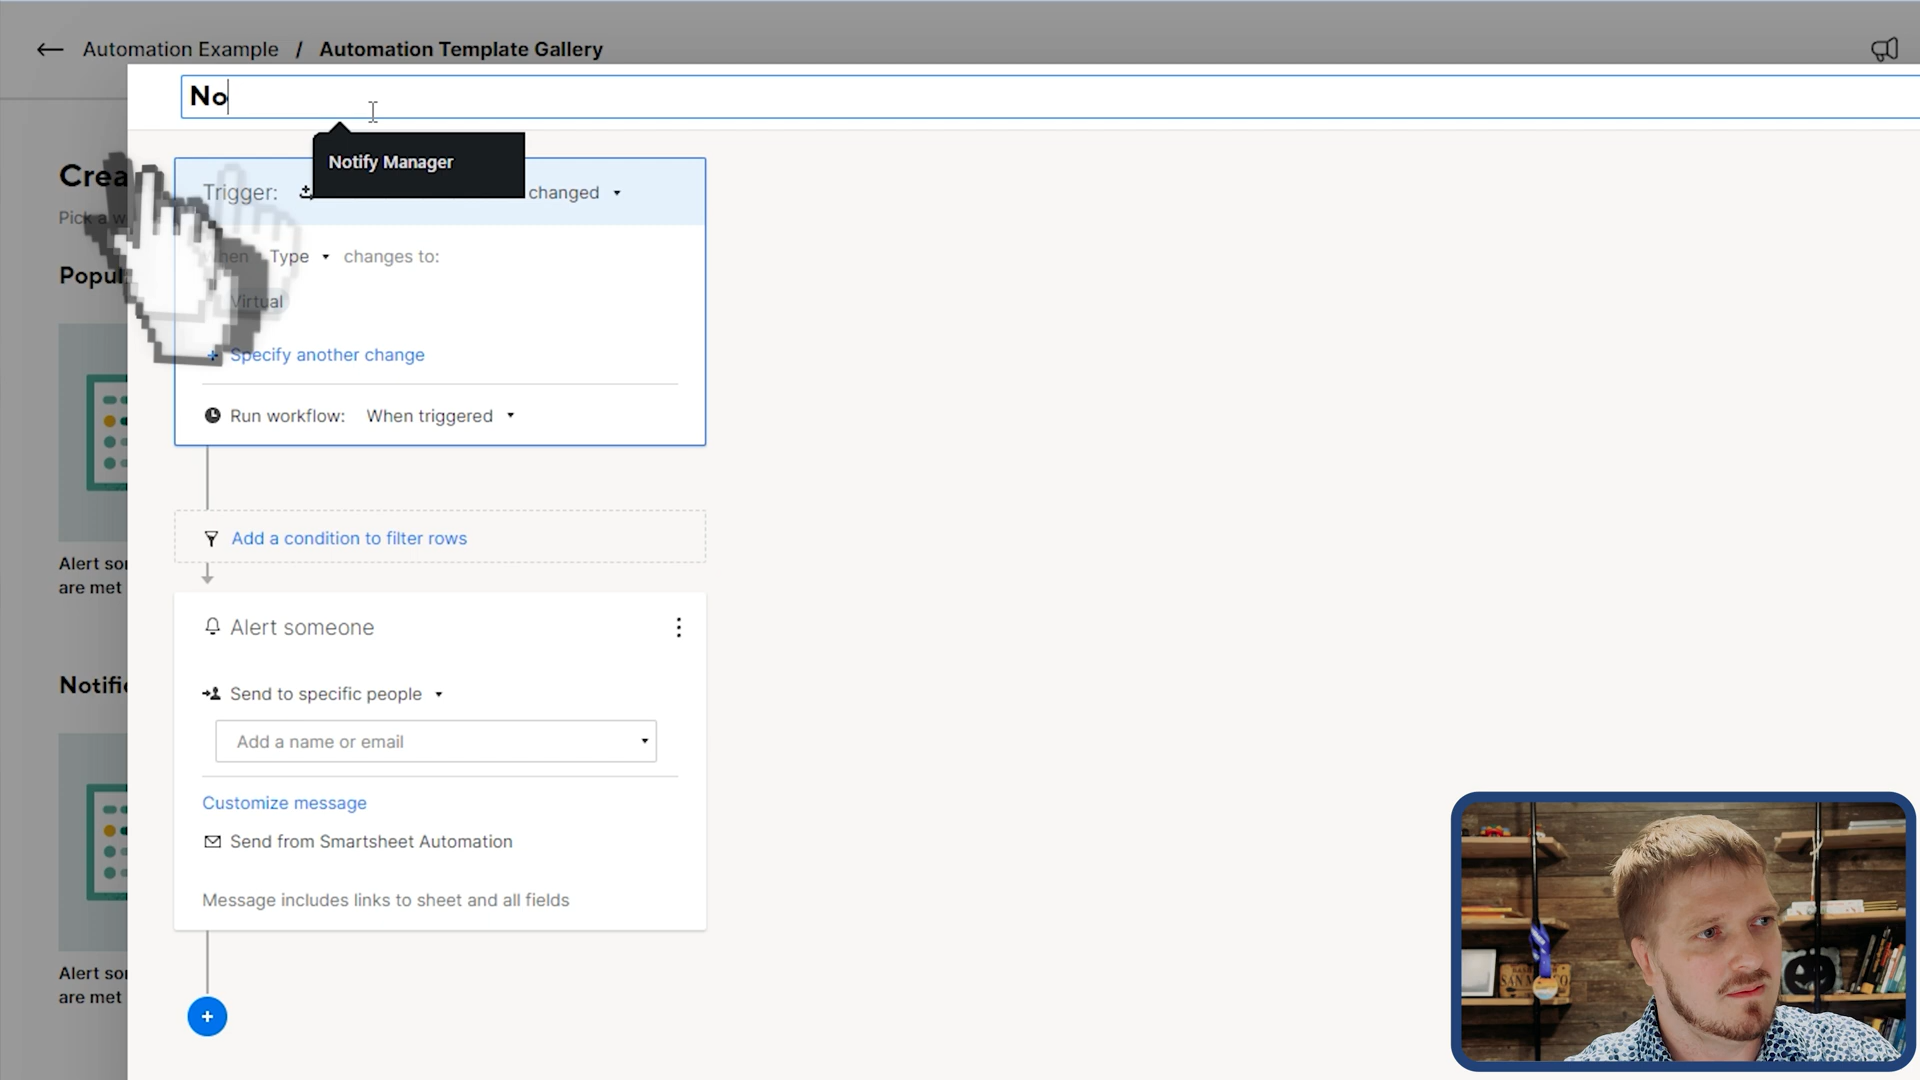 Automation Example / Automation Template Gallery
No
Notify Manager
Crea
Pick a w
Trigger: changed
Type changes to:
Popul
Virtual
+ Specify another change
Run workflow: When triggered
Add a condition to filter rows
Alert so
are met
Alert someone
Notific
Send to specific people
Add a name or email
Customize message
Send from Smartsheet Automation
Message includes links to sheet and all fields
Alert so
are met
+